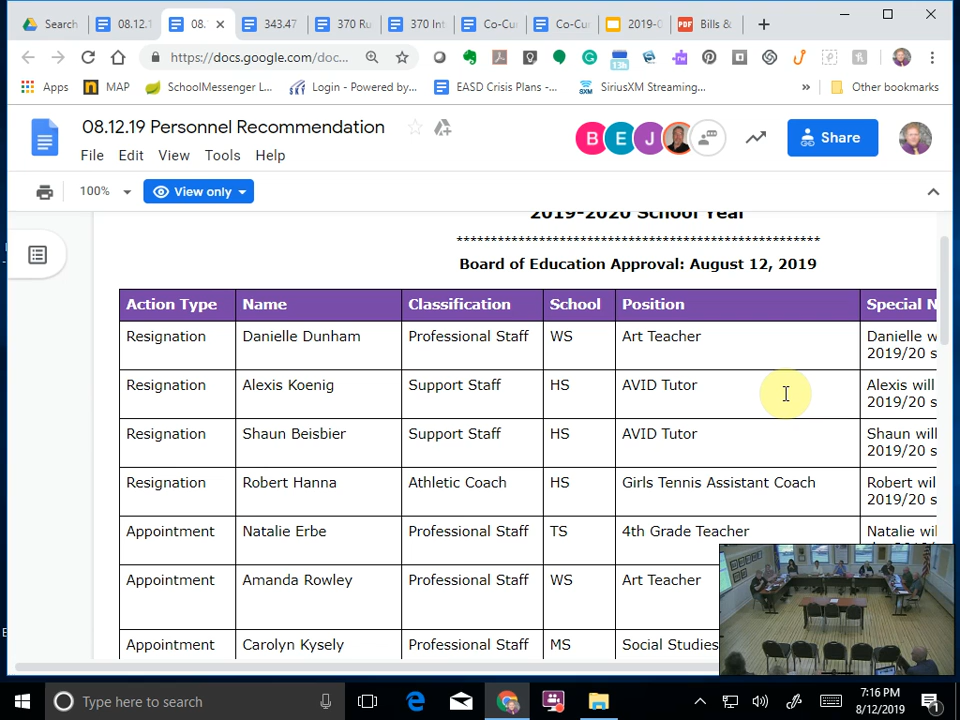 Search
08.12.1
08.
343.47
370 Ru
370 Int
Co-Cur
Co-Cur
2019-0
Bills &
https://docs.google.com/doc...
Apps
MAP
SchoolMessenger L...
Login - Powered by...
EASD Crisis Plans -...
SiriusXM Streaming...
»
Other bookmarks
08.12.19 Personnel Recommendation
File Edit View Tools Help
B E J
Share
100%
View only
2019-2020 School Year
*****************************************************
Board of Education Approval: August 12, 2019
Action Type Name Classification School Position Special N
Resignation Danielle Dunham Professional Staff WS Art Teacher Danielle w
2019/20 s
Resignation Alexis Koenig Support Staff HS AVID Tutor Alexis will
2019/20 s
Resignation Shaun Beisbier Support Staff HS AVID Tutor Shaun will
2019/20 s
Resignation Robert Hanna Athletic Coach HS Girls Tennis Assistant Coach Robert wil
2019/20 s
Appointment Natalie Erbe Professional Staff TS 4th Grade Teacher Natalie wil
Appointment Amanda Rowley Professional Staff WS Art Teacher
Appointment Carolyn Kysely Professional Staff MS Social Studies
Type here to search
7:16 PM
8/12/2019
1